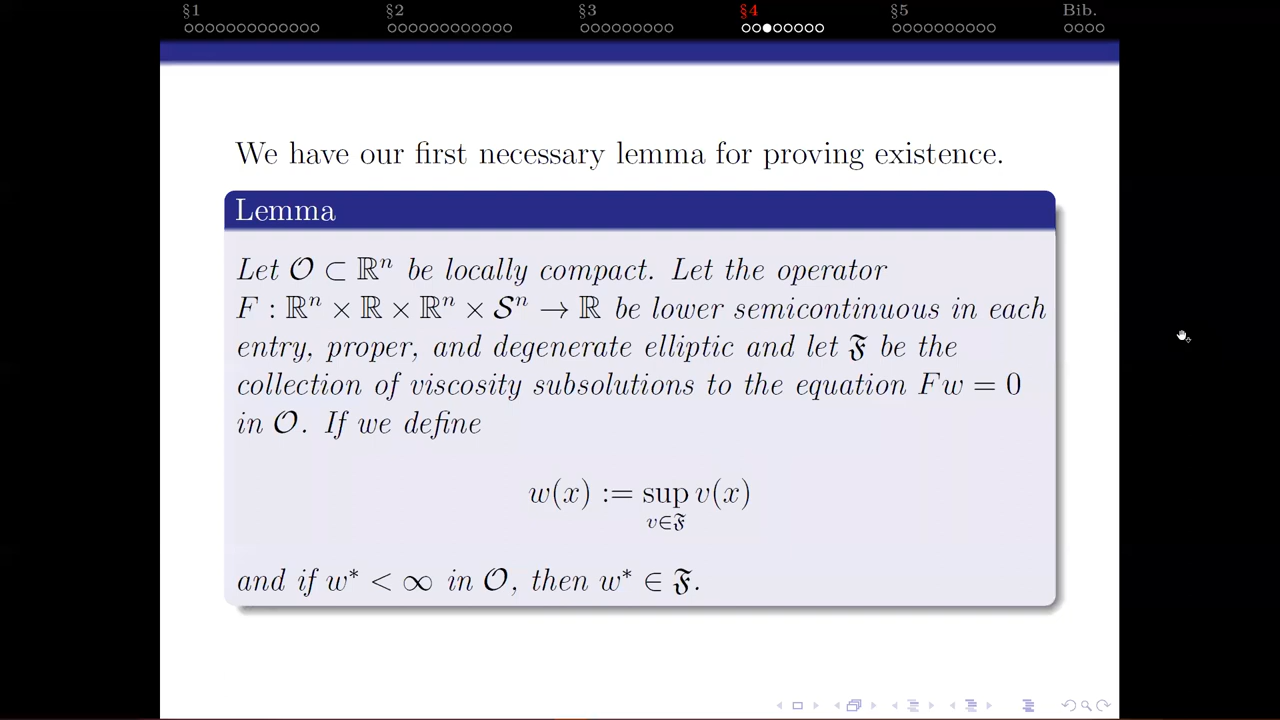 §1 §2 §3 §4 §5 Bib.
We have our first necessary lemma for proving existence.
Lemma
Let 𝒪 ⊂ ℝⁿ be locally compact. Let the operator
F : ℝⁿ × ℝ × ℝⁿ × 𝒮ⁿ → ℝ be lower semicontinuous in each
entry, proper, and degenerate elliptic and let 𝔉 be the
collection of viscosity subsolutions to the equation Fw = 0
in 𝒪. If we define
w(x) := sup v(x)
v∈𝔉
and if w* < ∞ in 𝒪, then w* ∈ 𝔉.